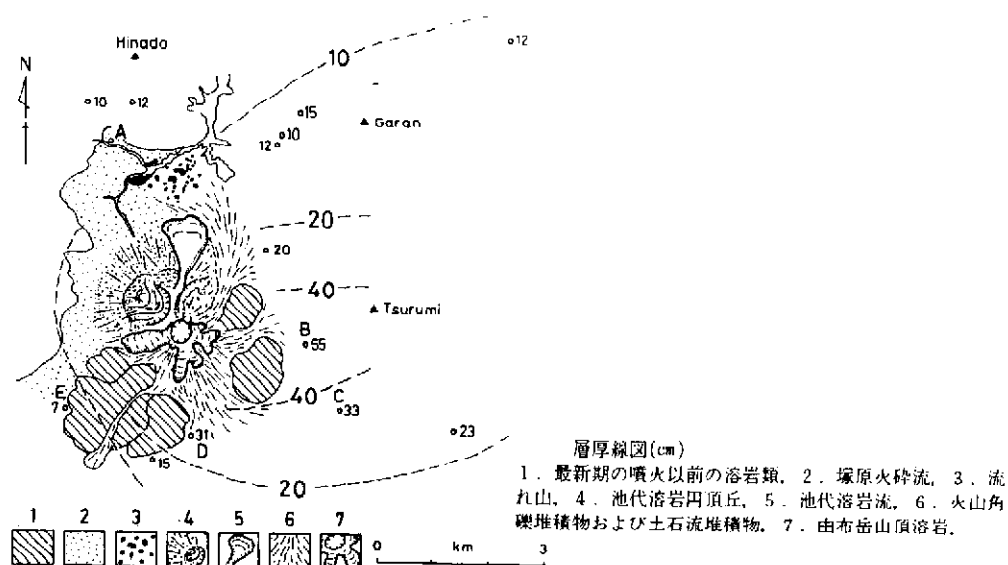 Hinado
N
10
12
12
10
12
15
10
A
Garan
20
20
40
Tsurumi
B
55
C
33
40
E
7
31
D
15
23
20
1 2 3 4 5 6 7
0 km 3
層厚線図(cm)
1．最新期の噴火以前の溶岩類，2．塚原火砕流，3．流
れ山，4．池代溶岩円頂丘，5．池代溶岩流，6．火山角
礫堆積物および土石流堆積物，7．由布岳山頂溶岩．